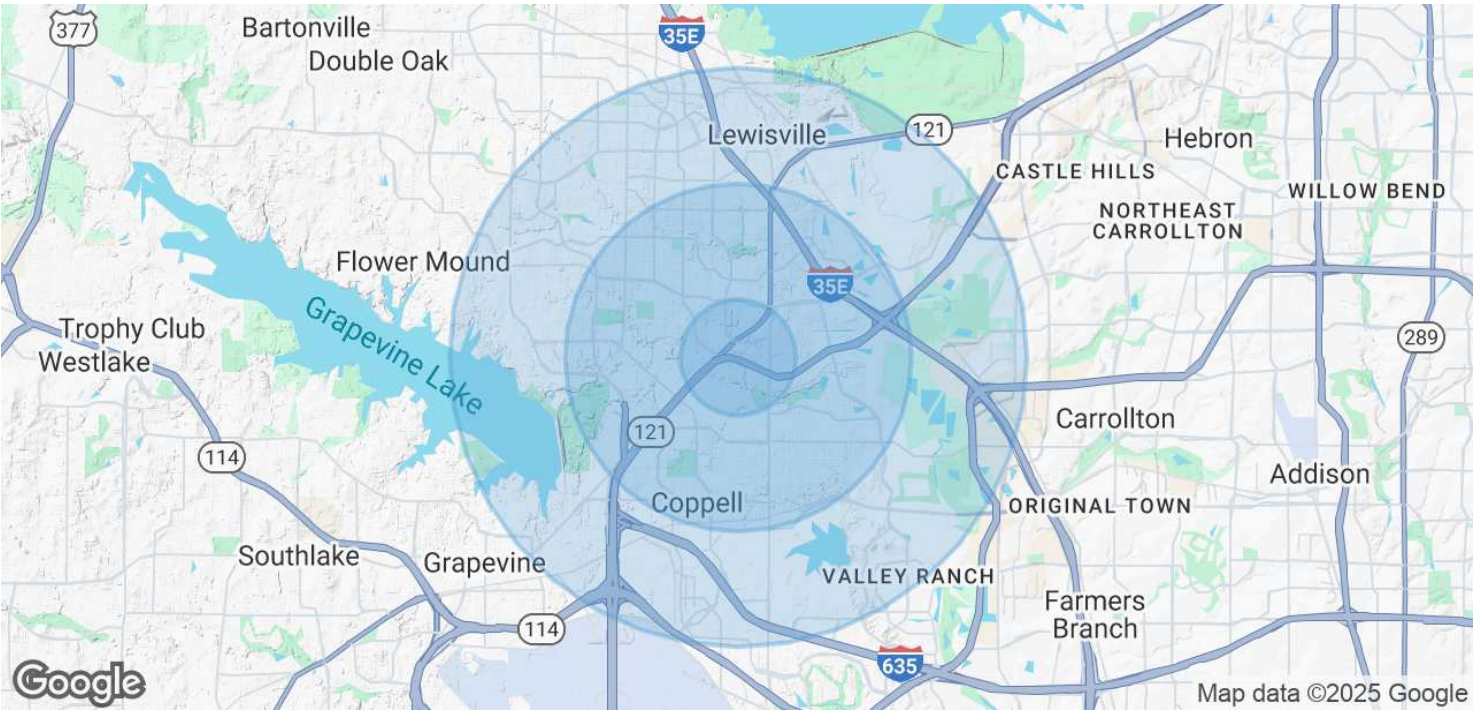 377
Bartonville
Double Oak
35E
Lewisville
121
Hebron
CASTLE HILLS
WILLOW BEND
NORTHEAST
CARROLLTON
Flower Mound
35E
Grapevine Lake
Trophy Club
Westlake
289
121
Carrollton
114
Addison
Coppell
ORIGINAL TOWN
Southlake
Grapevine
VALLEY RANCH
Farmers
Branch
114
635
Google
Map data ©2025 Google